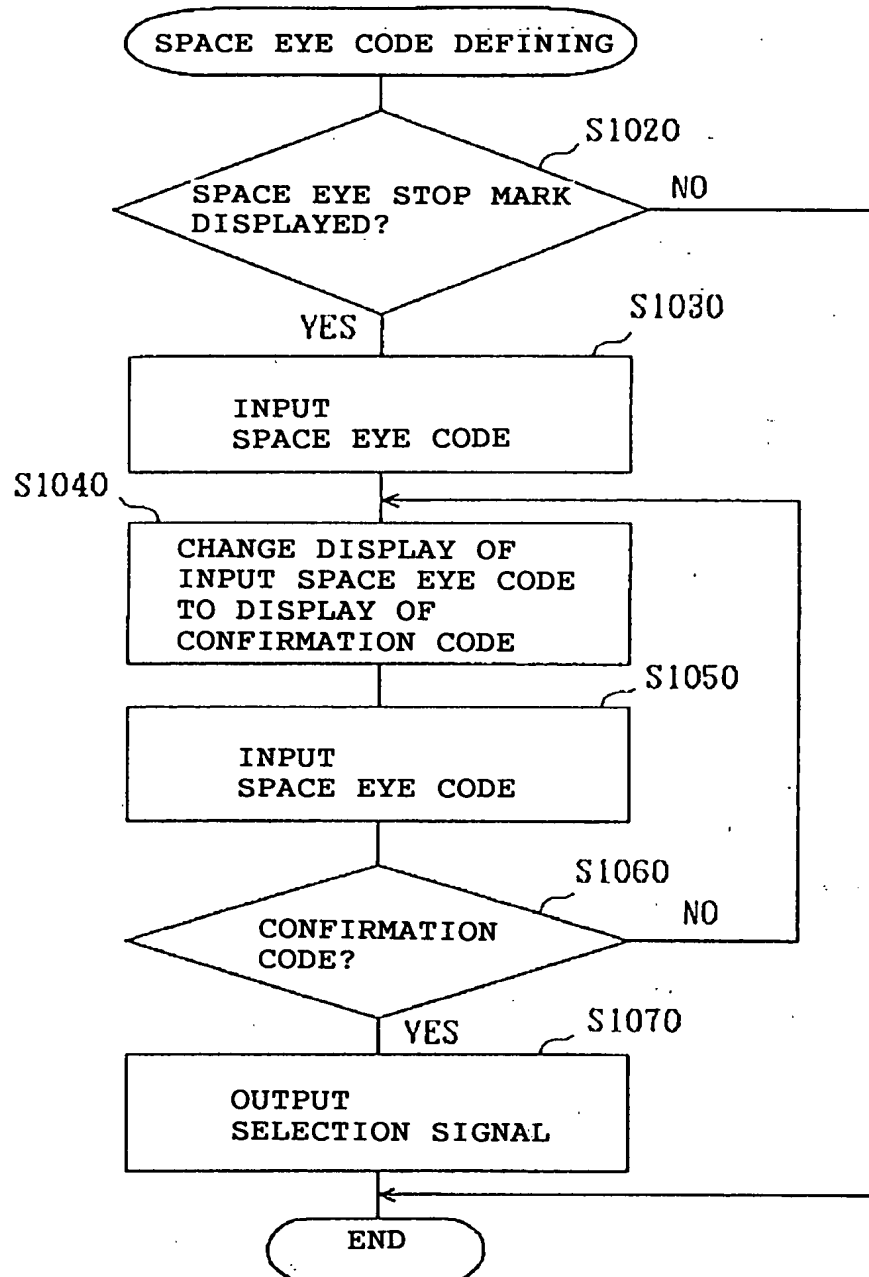 SPACE EYE CODE DEFINING
S1020
SPACE EYE STOP MARK
DISPLAYED?
NO
YES
S1030
INPUT
SPACE EYE CODE
S1040
CHANGE DISPLAY OF
INPUT SPACE EYE CODE
TO DISPLAY OF
CONFIRMATION CODE
S1050
INPUT
SPACE EYE CODE
S1060
CONFIRMATION
CODE?
NO
YES
S1070
OUTPUT
SELECTION SIGNAL
END